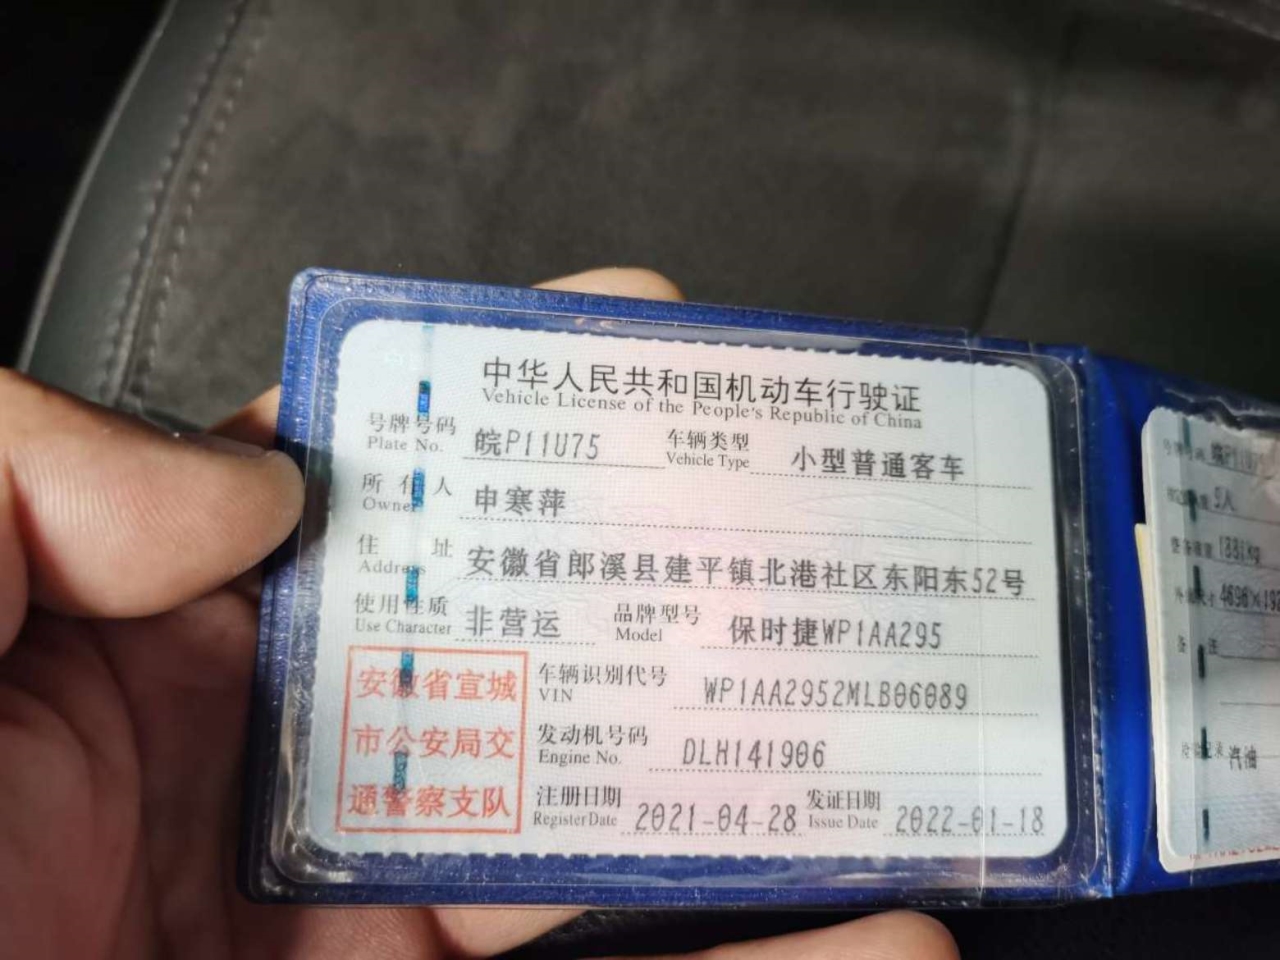 中华人民共和国机动车行驶证
Vehicle License of the People's Republic of China
号牌号码 皖P11U75 车辆类型 小型普通客车
Plate No. Vehicle Type
所有人 申寒萍
Owner
住址 安徽省郎溪县建平镇北港社区东阳东52号
Address
使用性质 非营运 品牌型号 保时捷WP1AA295
Use Character Model
安徽省宣城
市公安局交
通警察支队
车辆识别代号 WP1AA2952MLB06089
VIN
发动机号码 DLH141906
Engine No.
注册日期 2021-04-28 发证日期 2022-01-18
Register Date Issue Date
5人
1881kg
4696×19
汽油